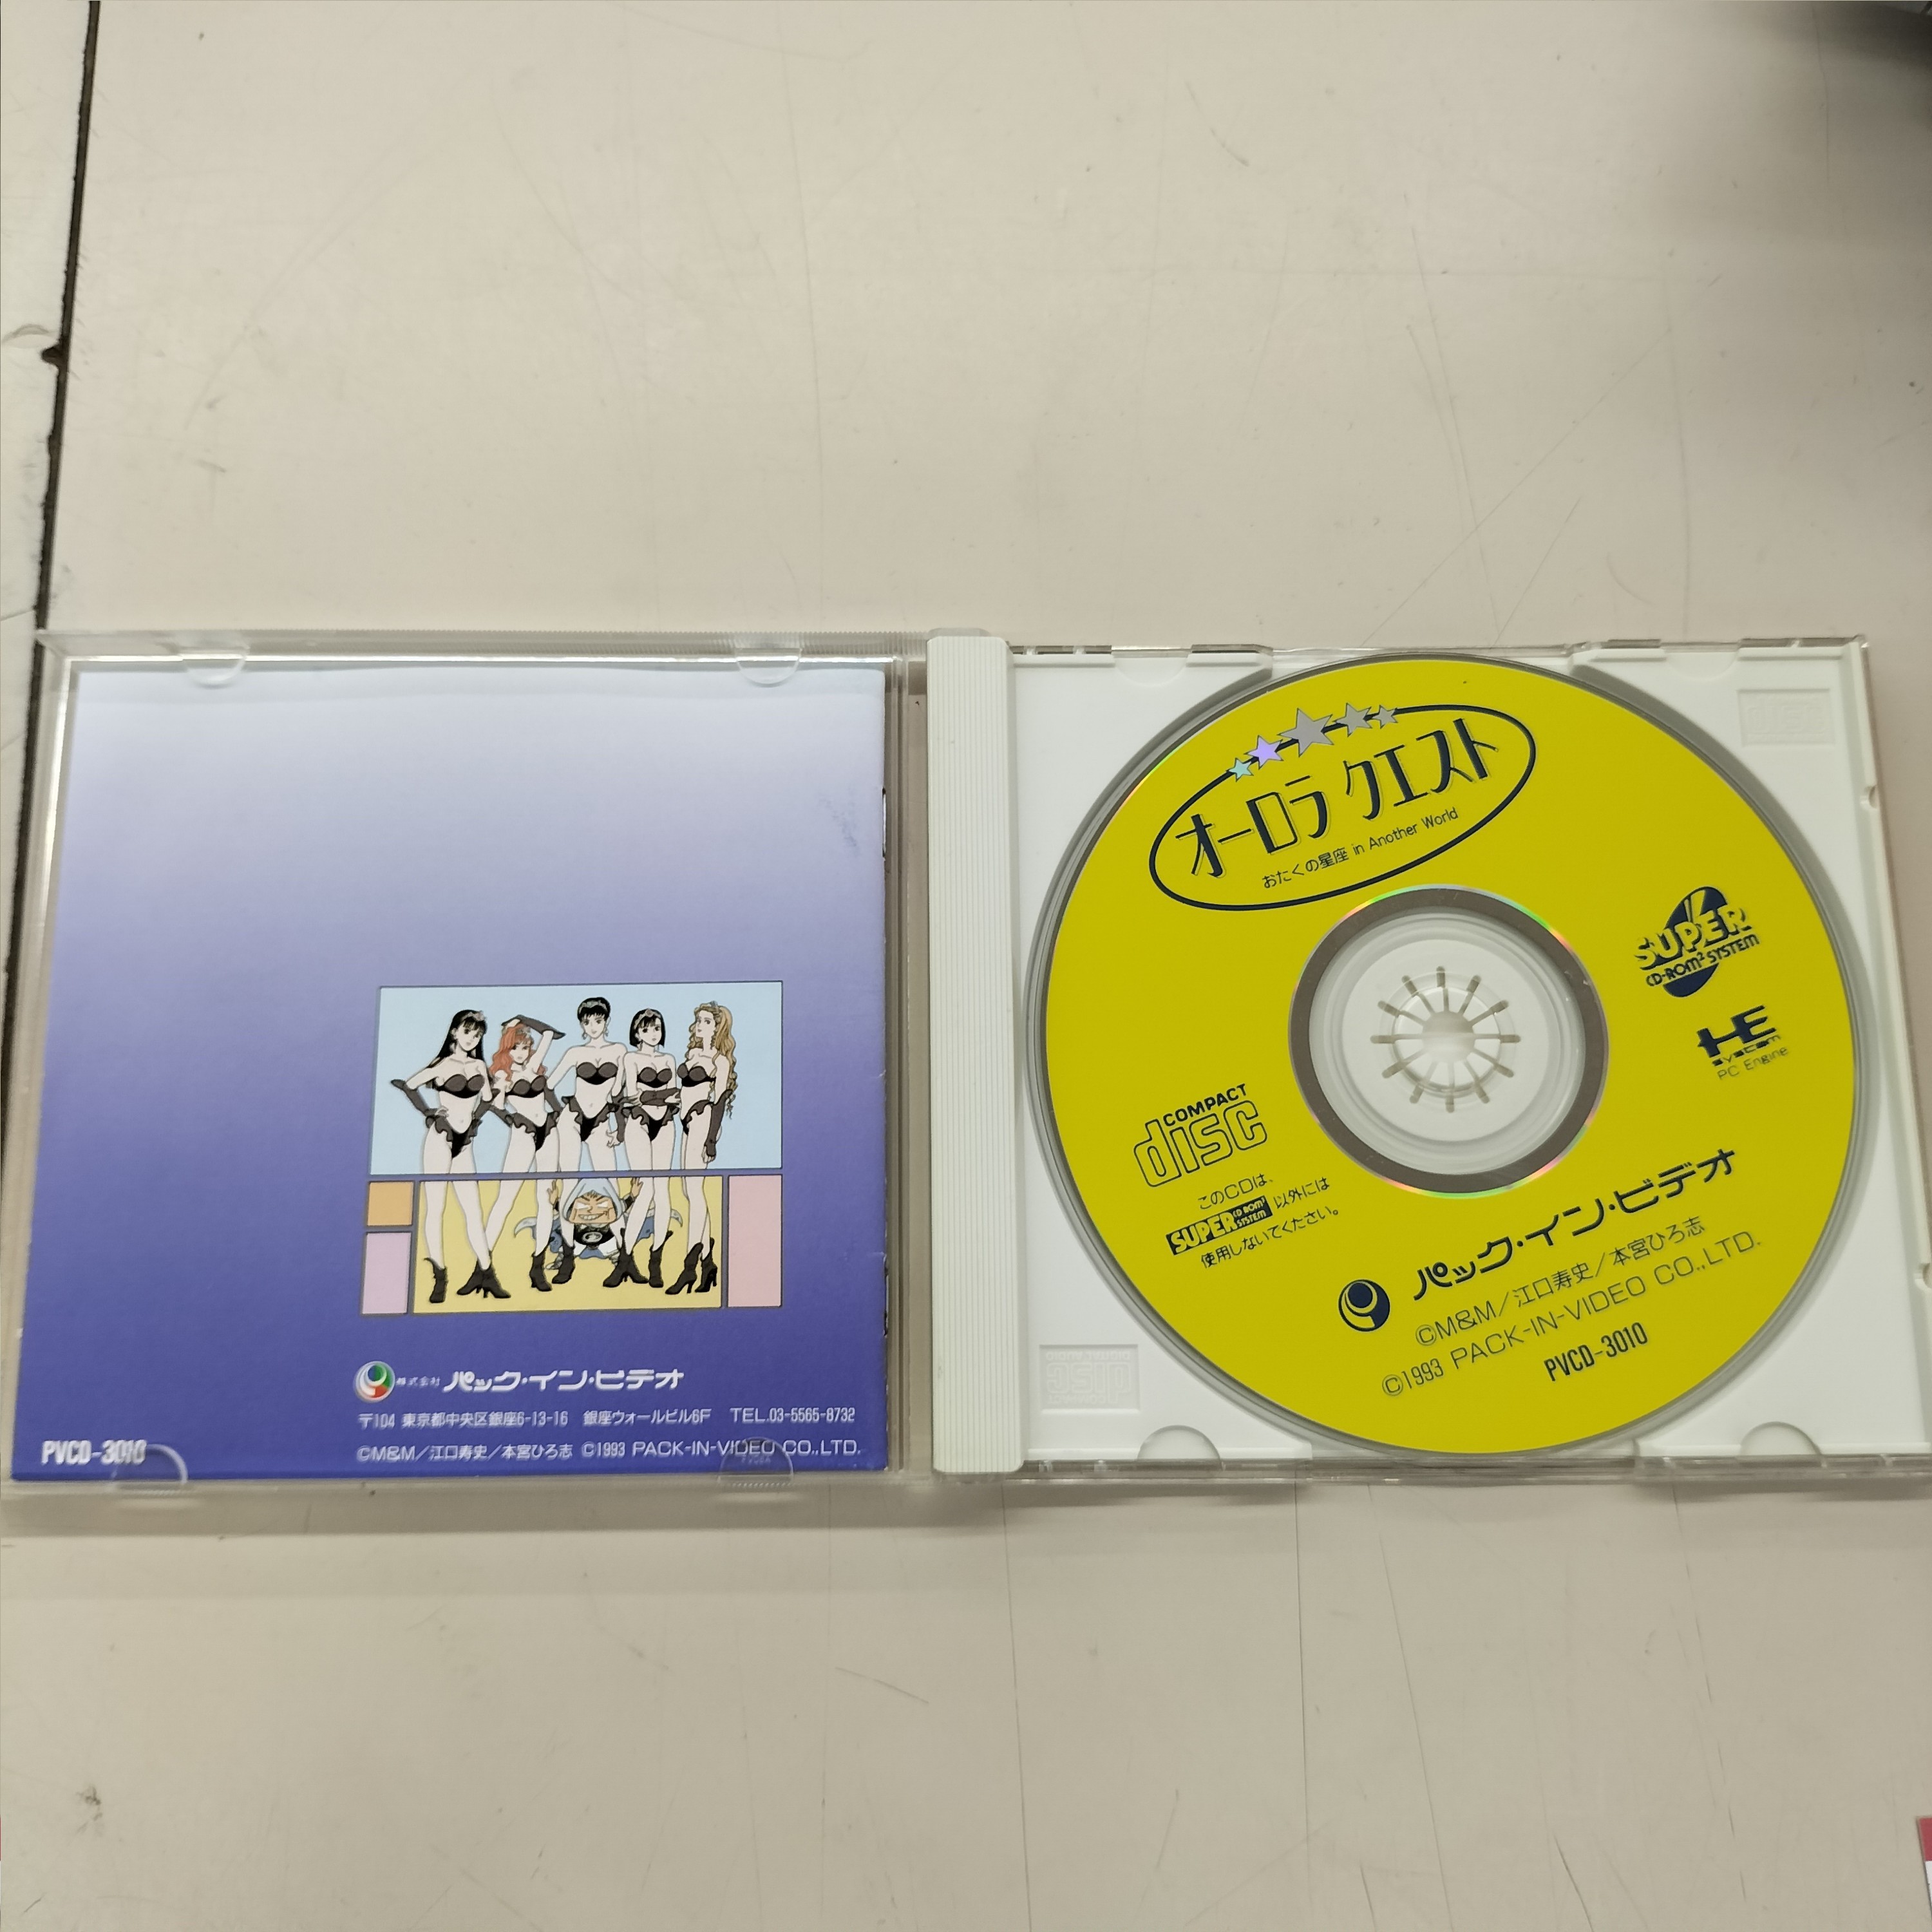 株式会社 パック・イン・ビデオ
〒104 東京都中央区銀座6-13-16 銀座ウォールビル6F TEL.03-5565-8732
PVCD-3010
©M&M/江口寿史/本宮ひろ志 ©1993 PACK-IN-VIDEO CO.,LTD.
オーロラ クエスト
おたくの星座 in Another World
SUPER
CD-ROM² SYSTEM
HE
System
PC Engine
COMPACT
disc
このCDは、
SUPER CD-ROM² SYSTEM 以外には
使用しないでください。
パック・イン・ビデオ
©M&M/江口寿史/本宮ひろ志
©1993 PACK-IN-VIDEO CO.,LTD.
PVCD-3010